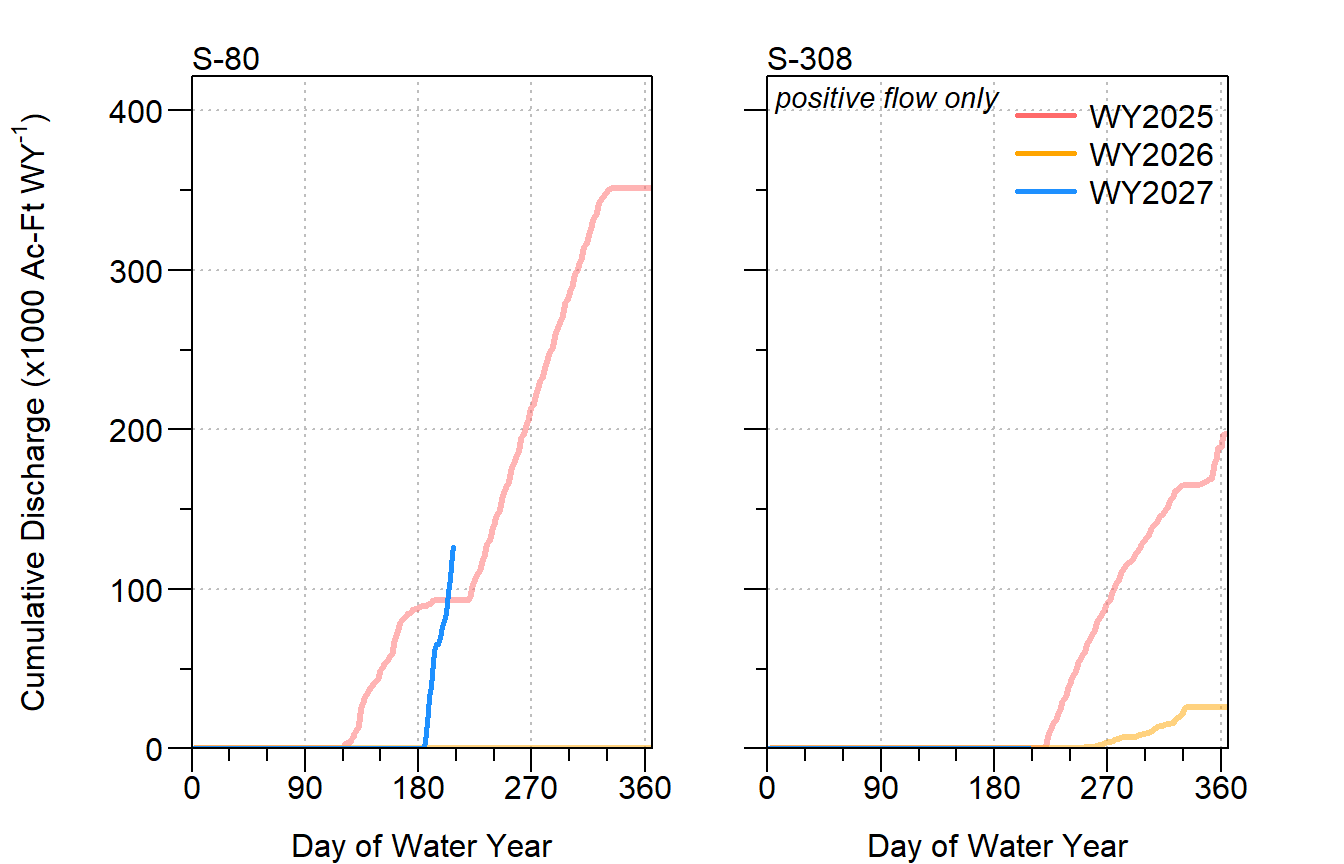 S-80
S-308
Cumulative Discharge (x1000 Ac-Ft WY⁻¹)
400
300
200
100
0
positive flow only
WY2025
WY2026
WY2027
0 90 180 270 360
0 90 180 270 360
Day of Water Year
Day of Water Year